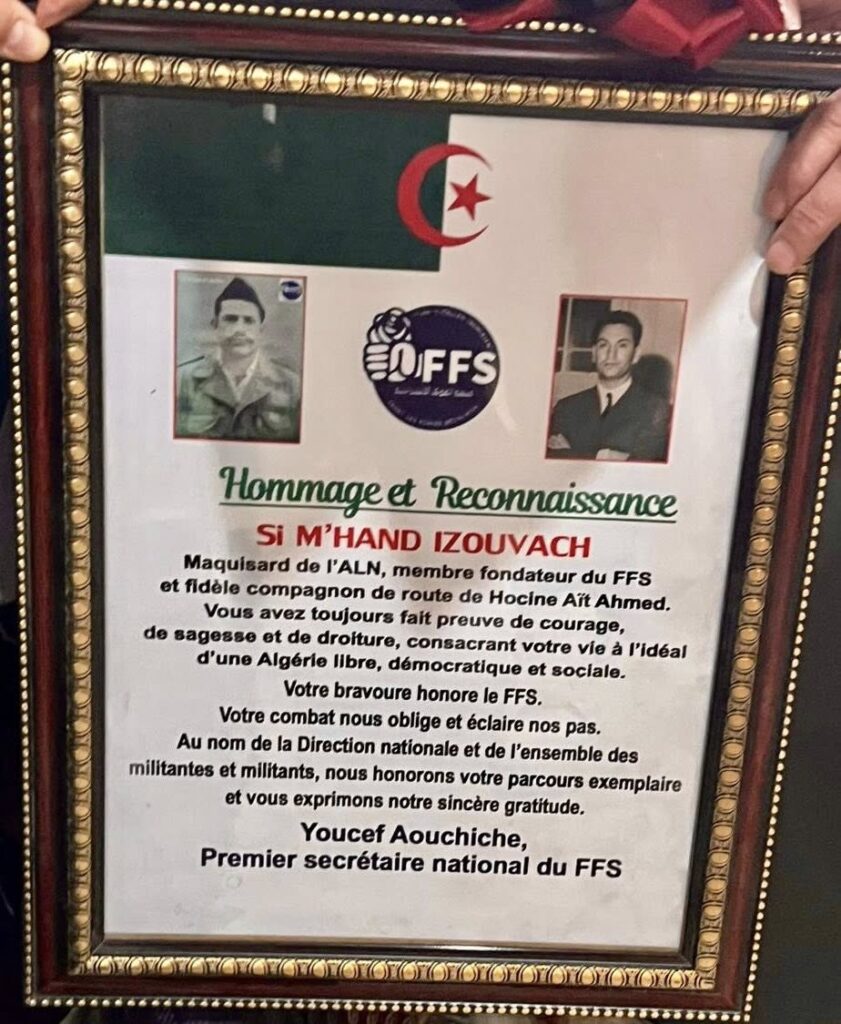 FFS
Hommage et Reconnaissance
Si M'HAND IZOUVACH
Maquisard de l'ALN, membre fondateur du FFS
et fidèle compagnon de route de Hocine Aït Ahmed.
Vous avez toujours fait preuve de courage,
de sagesse et de droiture, consacrant votre vie à l'idéal
d'une Algérie libre, démocratique et sociale.
Votre bravoure honore le FFS.
Votre combat nous oblige et éclaire nos pas.
Au nom de la Direction nationale et de l'ensemble des
militantes et militants, nous honorons votre parcours exemplaire
et vous exprimons notre sincère gratitude.
Youcef Aouchiche,
Premier secrétaire national du FFS